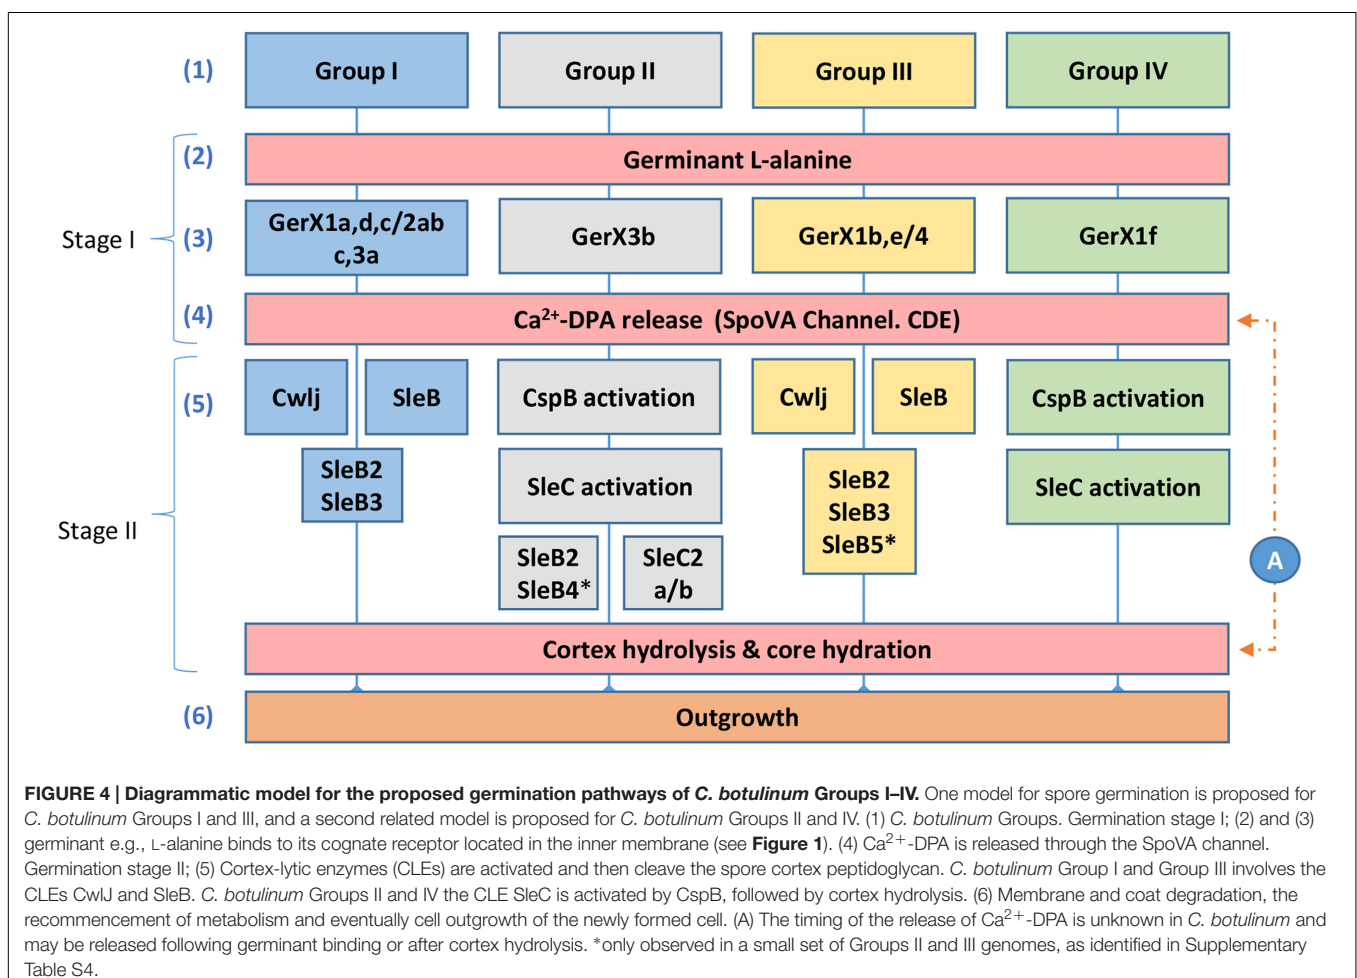 (1)
Group I
Group II
Group III
Group IV
(2)
Germinant L-alanine
Stage I
(3)
GerX1a,d,c/2ab
c,3a
GerX3b
GerX1b,e/4
GerX1f
(4)
Ca²⁺-DPA release (SpoVA Channel. CDE)
(5)
Cwlj
SleB
CspB activation
Cwlj
SleB
CspB activation
SleB2
SleB3
SleC activation
SleB2
SleB3
SleB5*
SleC activation
Stage II
SleB2
SleB4*
SleC2
a/b
A
Cortex hydrolysis & core hydration
(6)
Outgrowth
FIGURE 4 | Diagrammatic model for the proposed germination pathways of C. botulinum Groups I–IV. One model for spore germination is proposed for
C. botulinum Groups I and III, and a second related model is proposed for C. botulinum Groups II and IV. (1) C. botulinum Groups. Germination stage I; (2) and (3)
germinant e.g., L-alanine binds to its cognate receptor located in the inner membrane (see Figure 1). (4) Ca²⁺-DPA is released through the SpoVA channel.
Germination stage II; (5) Cortex-lytic enzymes (CLEs) are activated and then cleave the spore cortex peptidoglycan. C. botulinum Group I and Group III involves the
CLEs CwlJ and SleB. C. botulinum Groups II and IV the CLE SleC is activated by CspB, followed by cortex hydrolysis. (6) Membrane and coat degradation, the
recommencement of metabolism and eventually cell outgrowth of the newly formed cell. (A) The timing of the release of Ca²⁺-DPA is unknown in C. botulinum and
may be released following germinant binding or after cortex hydrolysis. *only observed in a small set of Groups II and III genomes, as identified in Supplementary
Table S4.